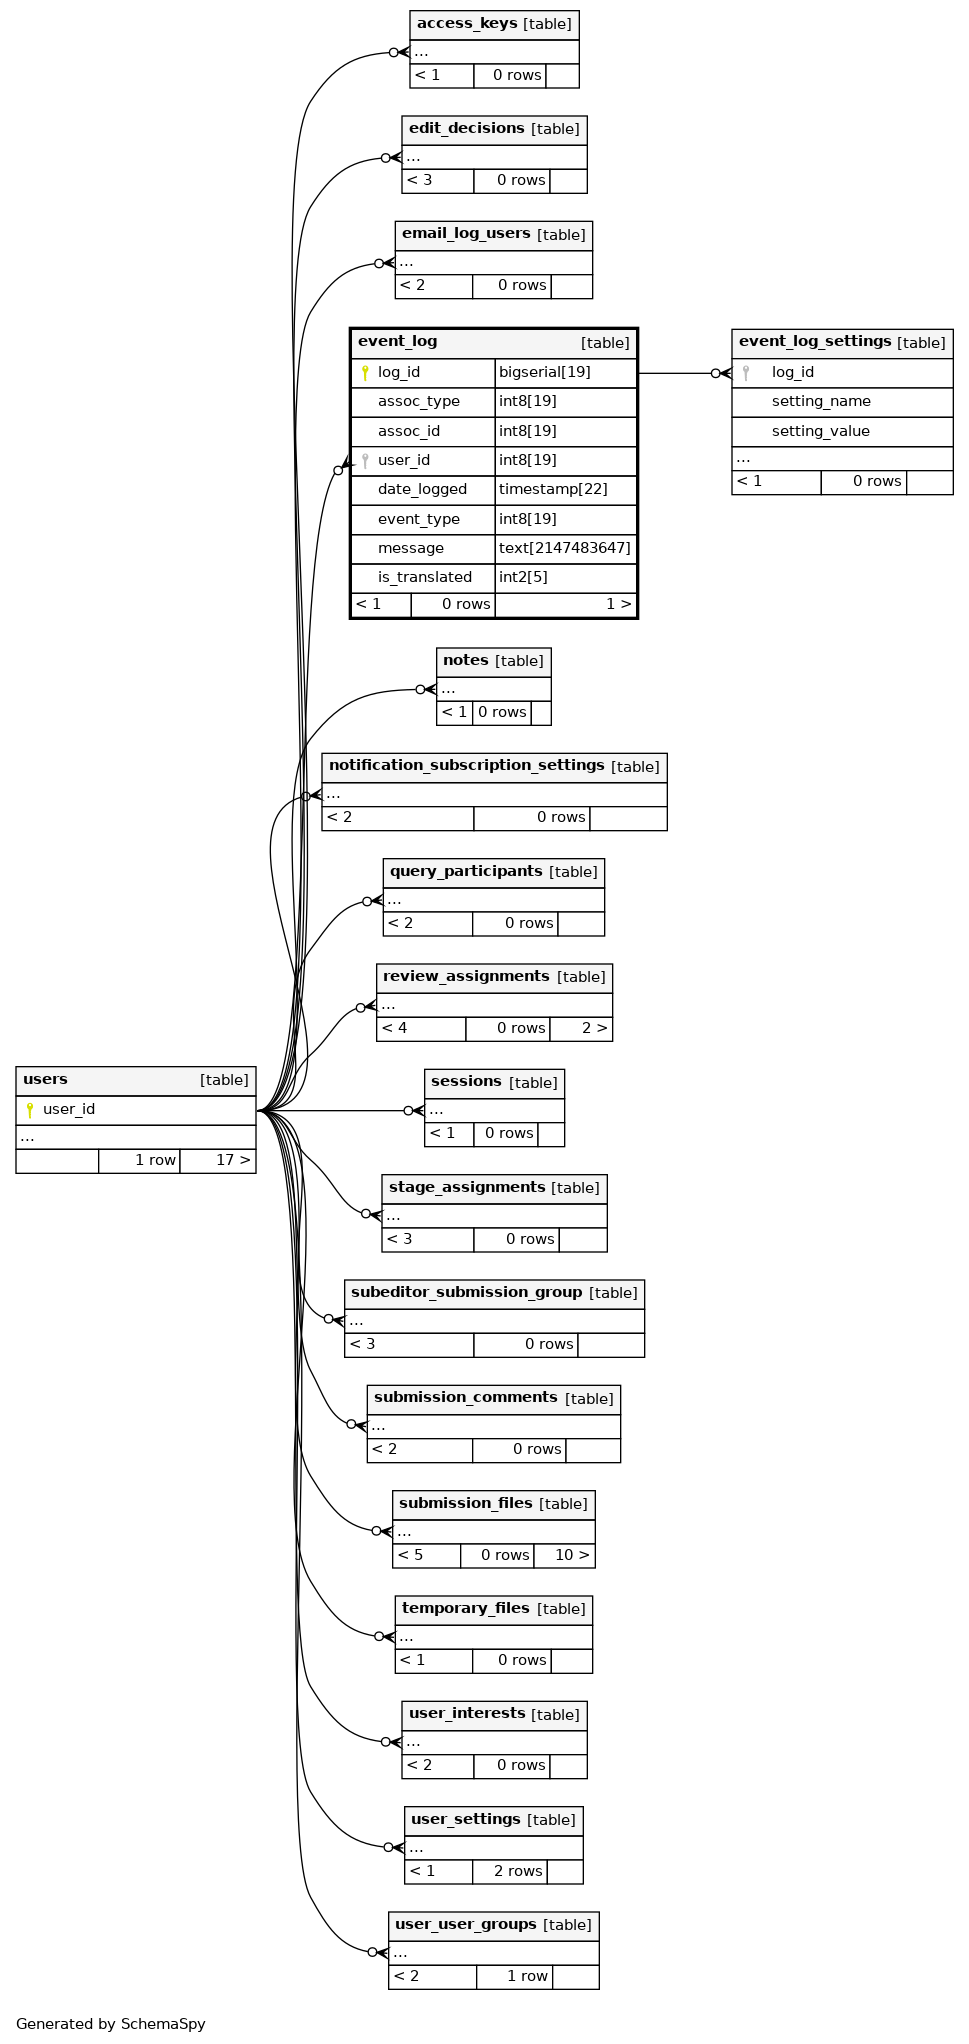 access_keys [table]
...
< 1 0 rows
edit_decisions [table]
...
< 3 0 rows
email_log_users [table]
...
< 2 0 rows
event_log [table]
log_id bigserial[19]
assoc_type int8[19]
assoc_id int8[19]
user_id int8[19]
date_logged timestamp[22]
event_type int8[19]
message text[2147483647]
is_translated int2[5]
< 1 0 rows 1 >
event_log_settings [table]
log_id
setting_name
setting_value
...
< 1 0 rows
notes [table]
...
< 1 0 rows
notification_subscription_settings [table]
...
< 2 0 rows
query_participants [table]
...
< 2 0 rows
review_assignments [table]
...
< 4 0 rows 2 >
users [table]
user_id
...
1 row 17 >
sessions [table]
...
< 1 0 rows
stage_assignments [table]
...
< 3 0 rows
subeditor_submission_group [table]
...
< 3 0 rows
submission_comments [table]
...
< 2 0 rows
submission_files [table]
...
< 5 0 rows 10 >
temporary_files [table]
...
< 1 0 rows
user_interests [table]
...
< 2 0 rows
user_settings [table]
...
< 1 2 rows
user_user_groups [table]
...
< 2 1 row
Generated by SchemaSpy